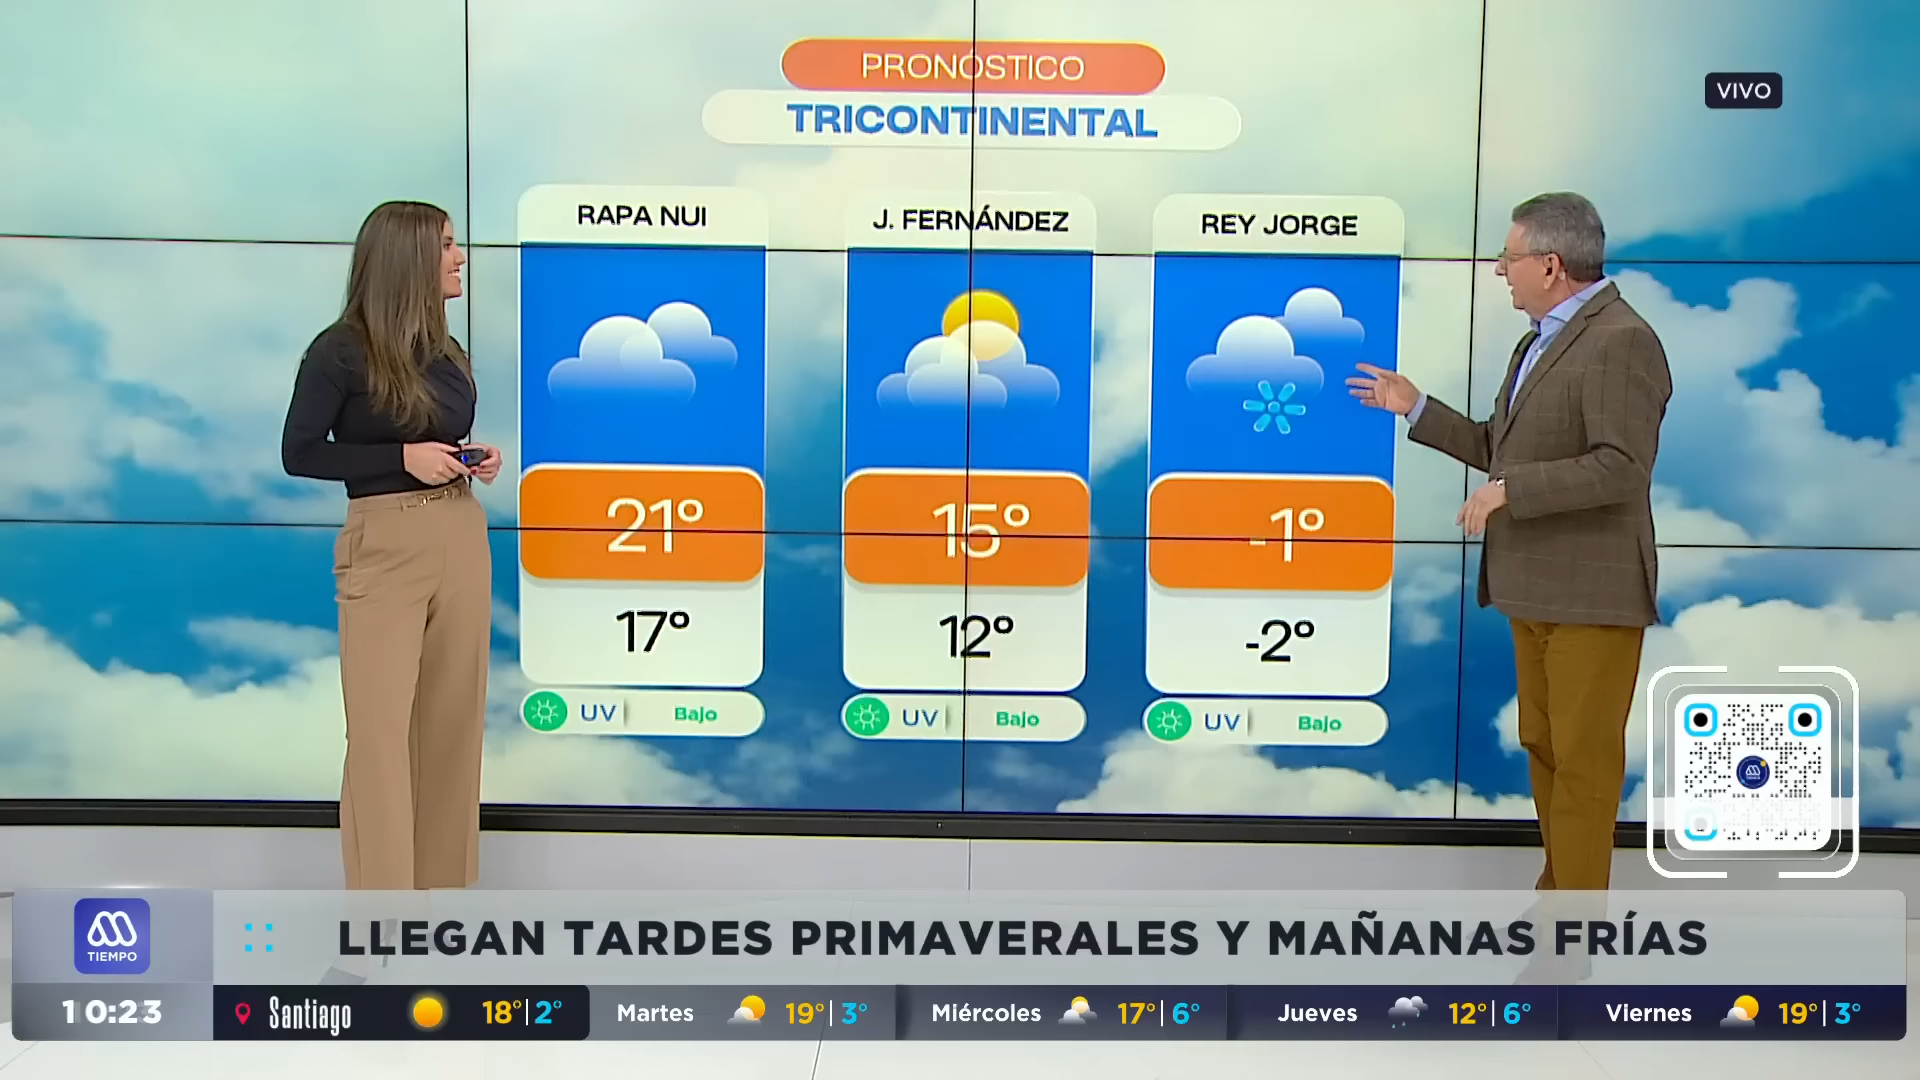 PRONÓSTICO
TRICONTINENTAL
VIVO
RAPA NUI
J. FERNÁNDEZ
REY JORGE
21°
15°
-1°
17°
12°
-2°
UV Bajo
UV Bajo
UV Bajo
TIEMPO
LLEGAN TARDES PRIMAVERALES Y MAÑANAS FRÍAS
10:23
Santiago 18° 2°
Martes 19° 3°
Miércoles 17° 6°
Jueves 12° 6°
Viernes 19° 3°